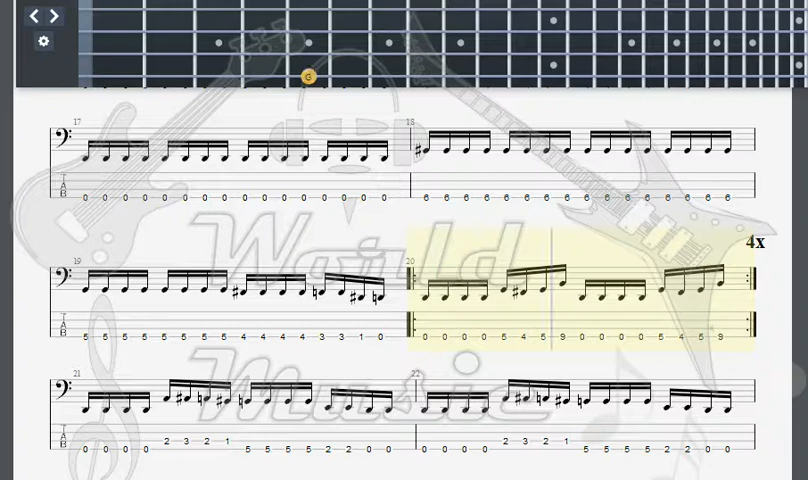 G
17 18
0 0 0 0 0 0 0 0 0 0 0 0 0 0 0 0 6 6 6 6 6 6 6 6 6 6 6 6 6 6 6 6
World
4x
19 20
5 5 5 5 5 5 5 5 4 4 4 4 3 3 1 0 0 0 0 0 5 4 5 9 0 0 0 0 5 4 5 9
Music
21 22
2 3 2 1 2 3 2 1
0 0 0 0 5 5 5 5 2 2 0 0 0 0 0 0 5 5 5 5 2 2 0 0